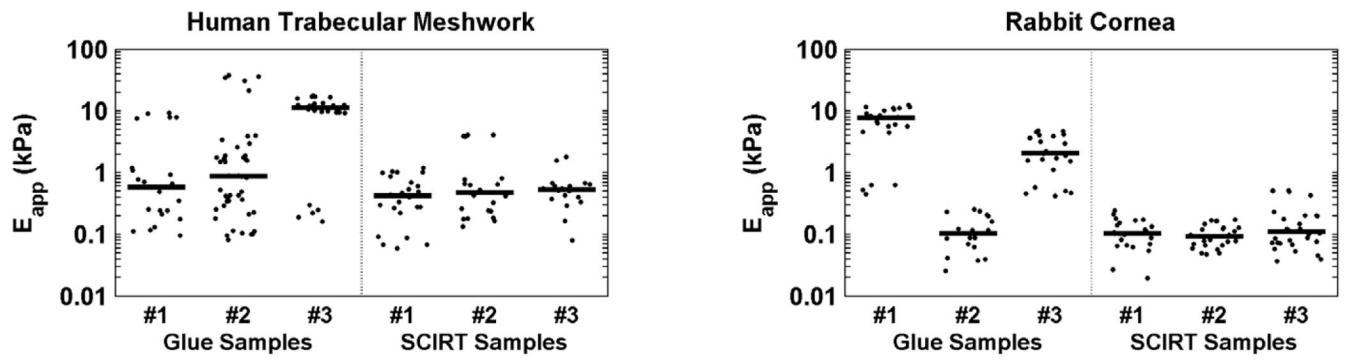 Human Trabecular Meshwork
E_app (kPa)
100
10
1
0.1
0.01
#1 #2 #3 #1 #2 #3
Glue Samples SCIRT Samples
Rabbit Cornea
E_app (kPa)
100
10
1
0.1
0.01
#1 #2 #3 #1 #2 #3
Glue Samples SCIRT Samples